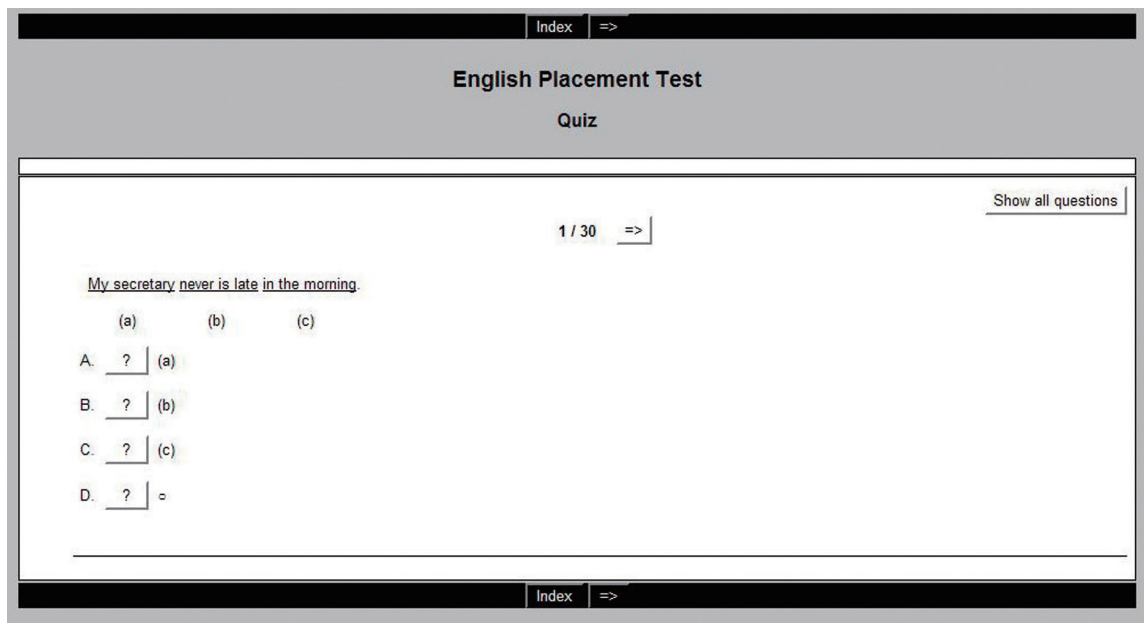 Index =>
English Placement Test
Quiz
Show all questions
1 / 30 =>
My secretary never is late in the morning.
(a) (b) (c)
A. ? (a)
B. ? (b)
C. ? (c)
D. ? ○
Index =>